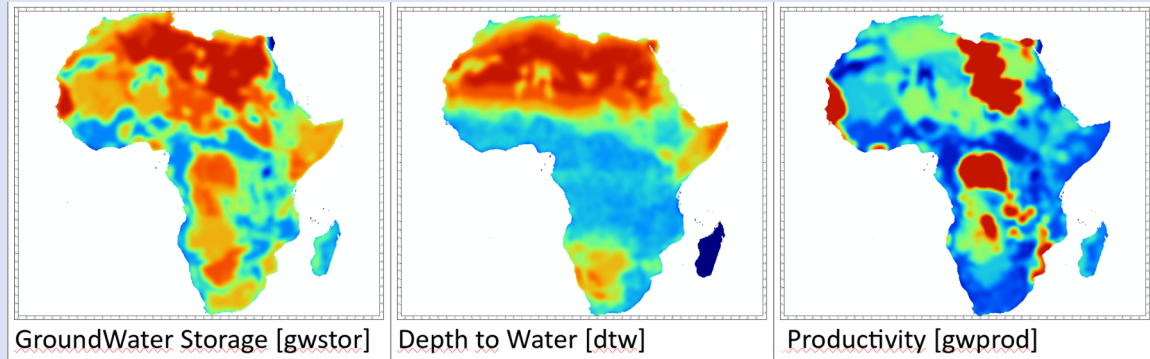 GroundWater Storage [gwstor]
Depth to Water [dtw]
Productivity [gwprod]